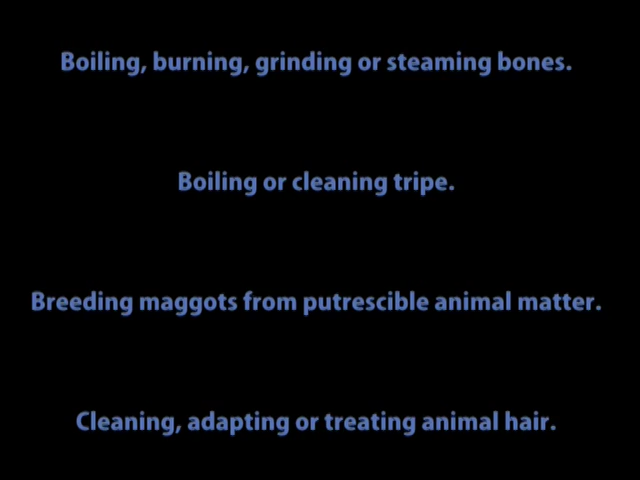 Boiling, burning, grinding or steaming bones.
Boiling or cleaning tripe.
Breeding maggots from putrescible animal matter.
Cleaning, adapting or treating animal hair.